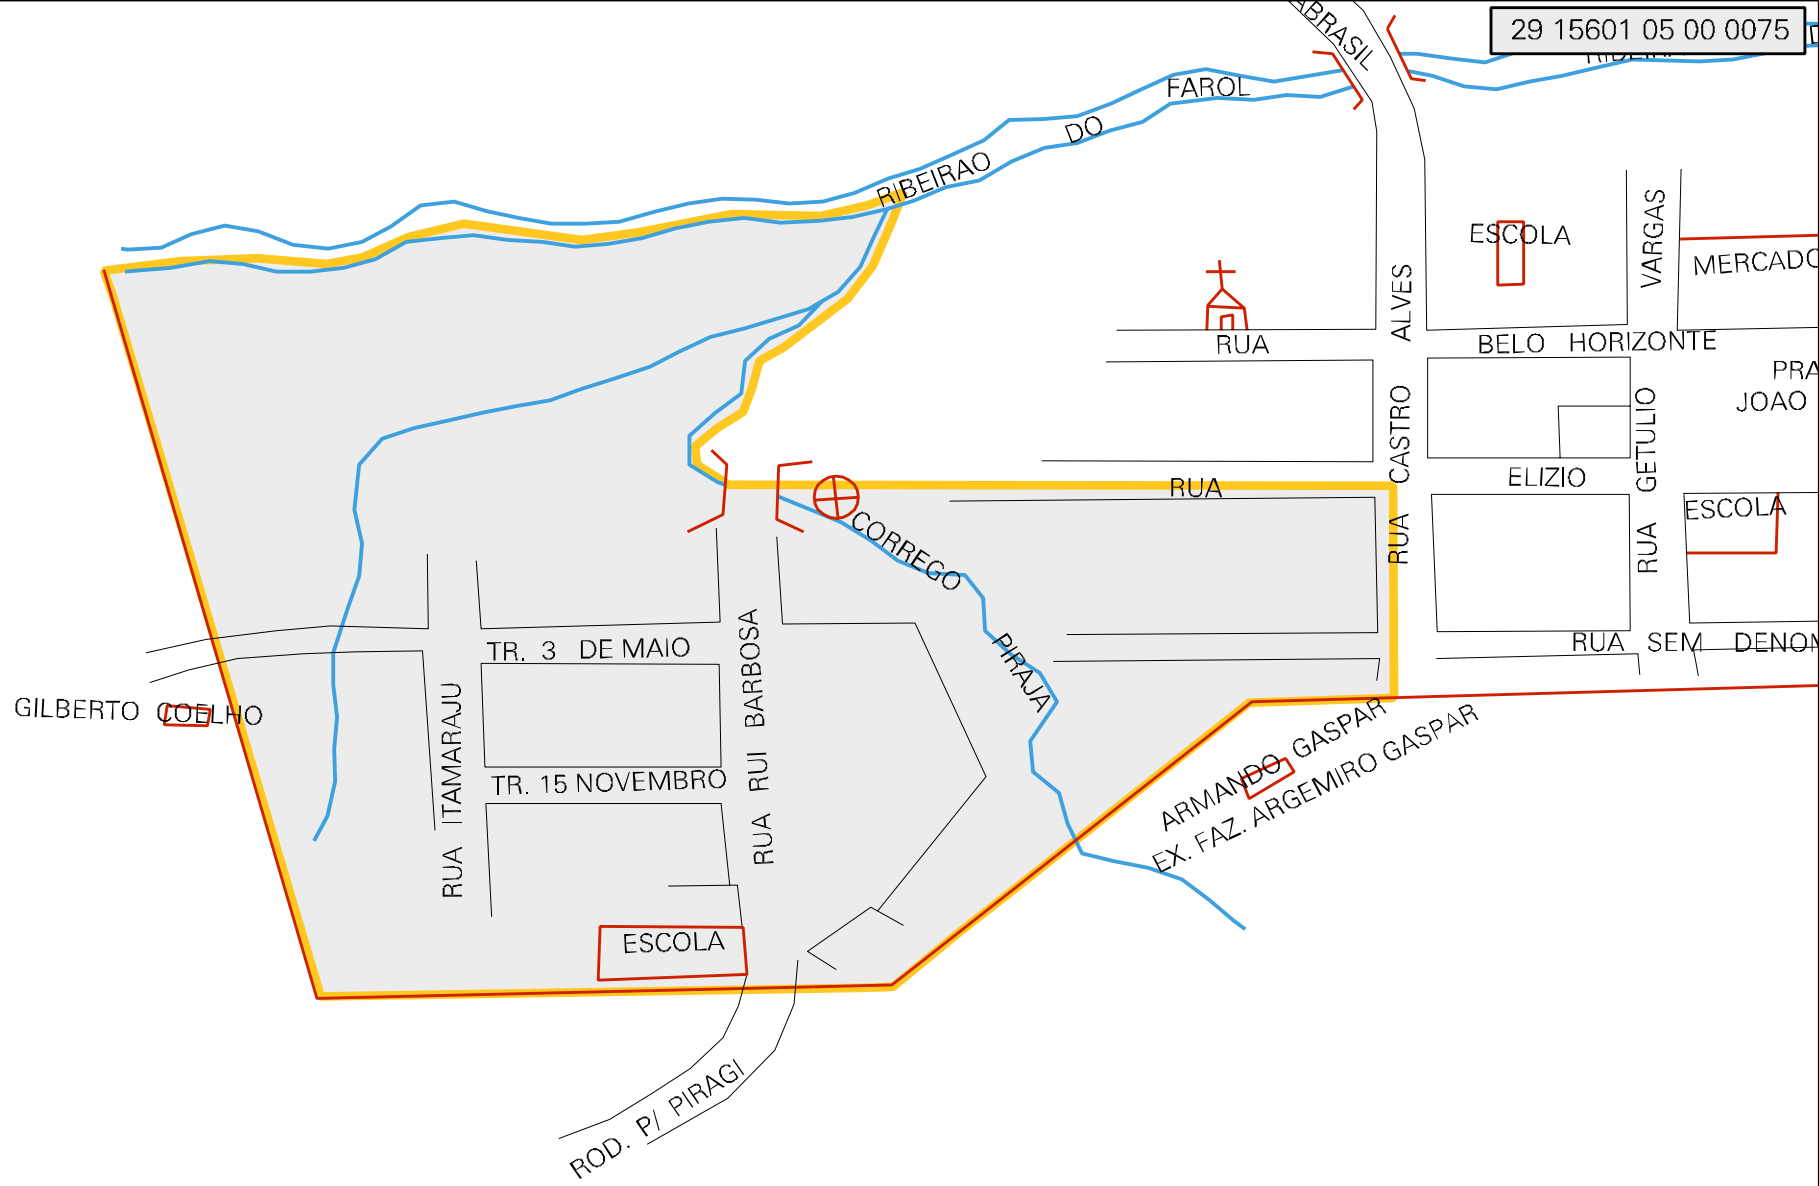 29 15601 05 00 0075
ABRASIL
FAROL
DO
RIBEIRAO
ESCOLA
VARGAS
MERCADO
ALVES
RUA
BELO HORIZONTE
PRA
JOAO
CASTRO
GETULIO
ELIZIO
RUA
RUA
RUA
ESCOLA
CORREGO
PIRAJA
RUA SEM DENOM
TR. 3 DE MAIO
RUA RUI BARBOSA
GILBERTO COELHO
RUA ITAMARAJU
TR. 15 NOVEMBRO
ARMANDO GASPAR
EX. FAZ. ARGEMIRO GASPAR
ESCOLA
ROD. P/ PIRAGI